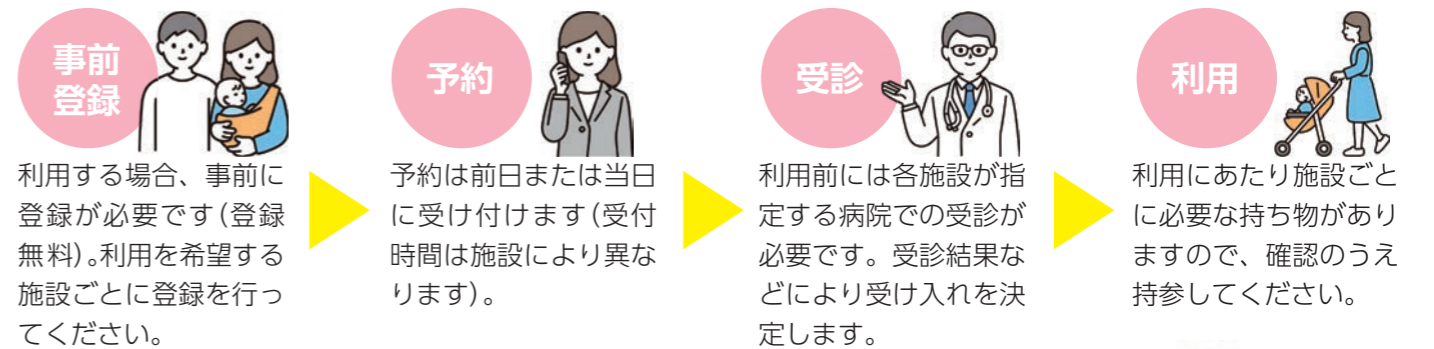 事前
登録
利用する場合、事前に
登録が必要です(登録
無料)。利用を希望する
施設ごとに登録を行っ
てください。
予約
予約は前日または当日
に受け付けます(受付
時間は施設により異な
ります)。
受診
利用前には各施設が指
定する病院での受診が
必要です。受診結果な
どにより受け入れを決
定します。
利用
利用にあたり施設ごと
に必要な持ち物があり
ますので、確認のうえ
持参してください。